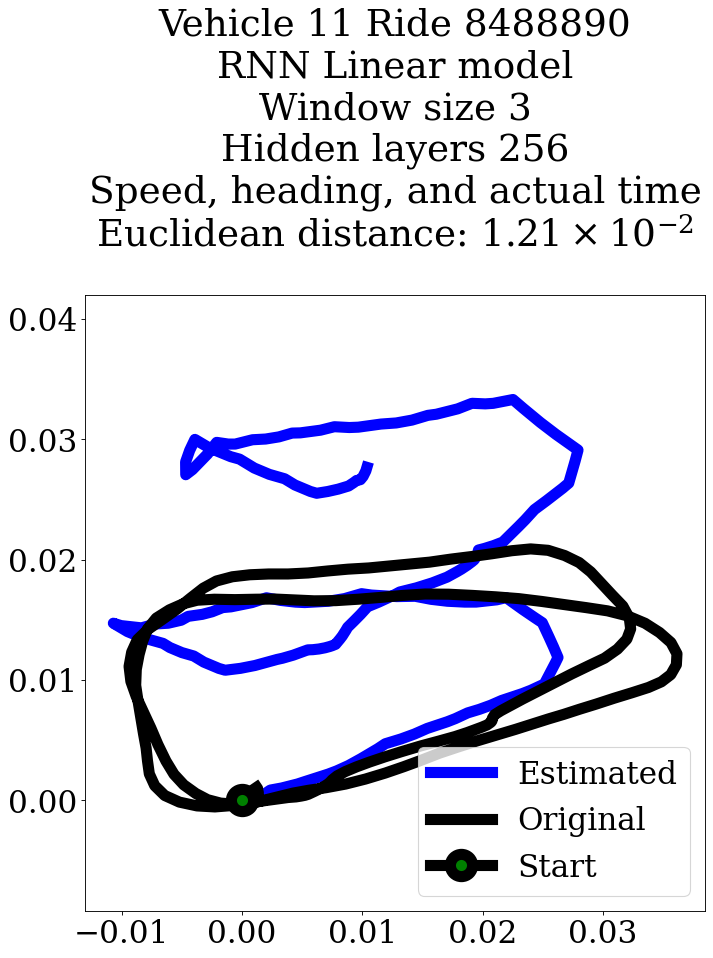 Vehicle 11 Ride 8488890
RNN Linear model
Window size 3
Hidden layers 256
Speed, heading, and actual time
Euclidean distance: 1.21 × 10⁻²
0.04
0.03
0.02
0.01
0.00
Estimated
Original
Start
−0.01 0.00 0.01 0.02 0.03